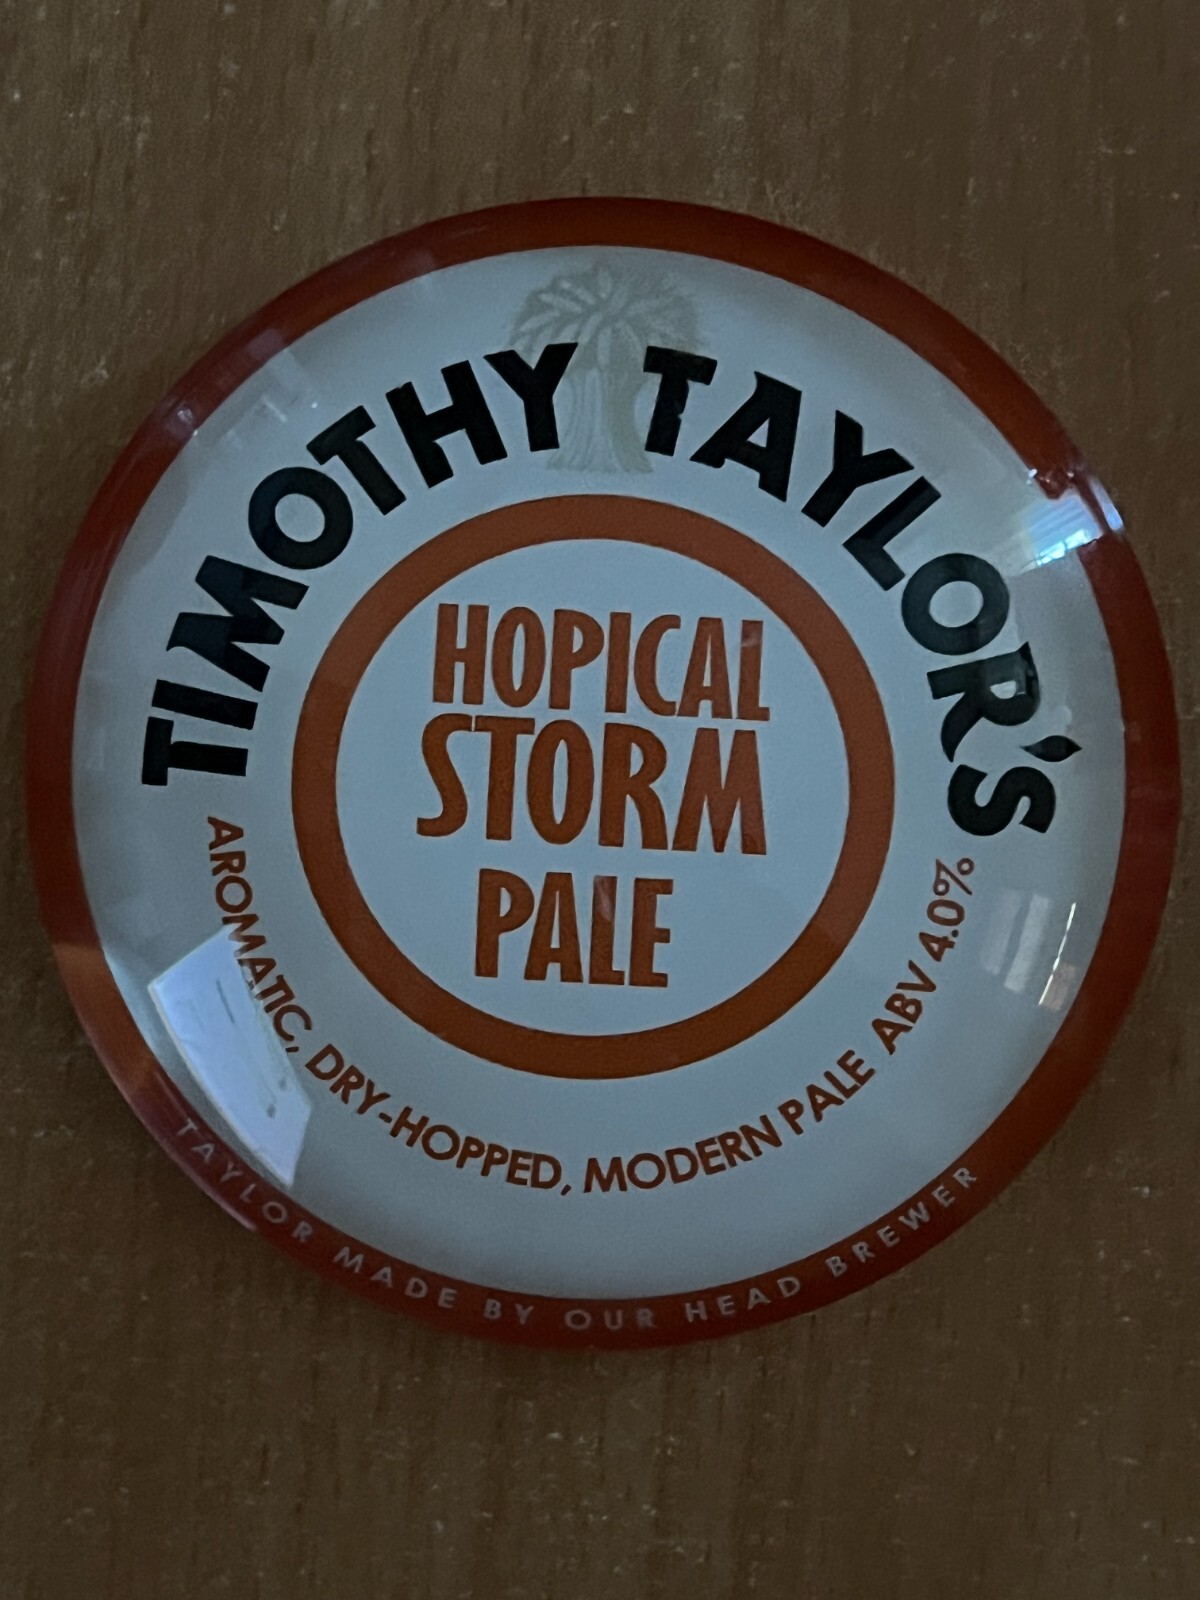 TIMOTHY TAYLOR'S
HOPICAL
STORM
PALE
AROMATIC, DRY-HOPPED, MODERN PALE ABV 4.0%
TAYLOR MADE BY OUR HEAD BREWER